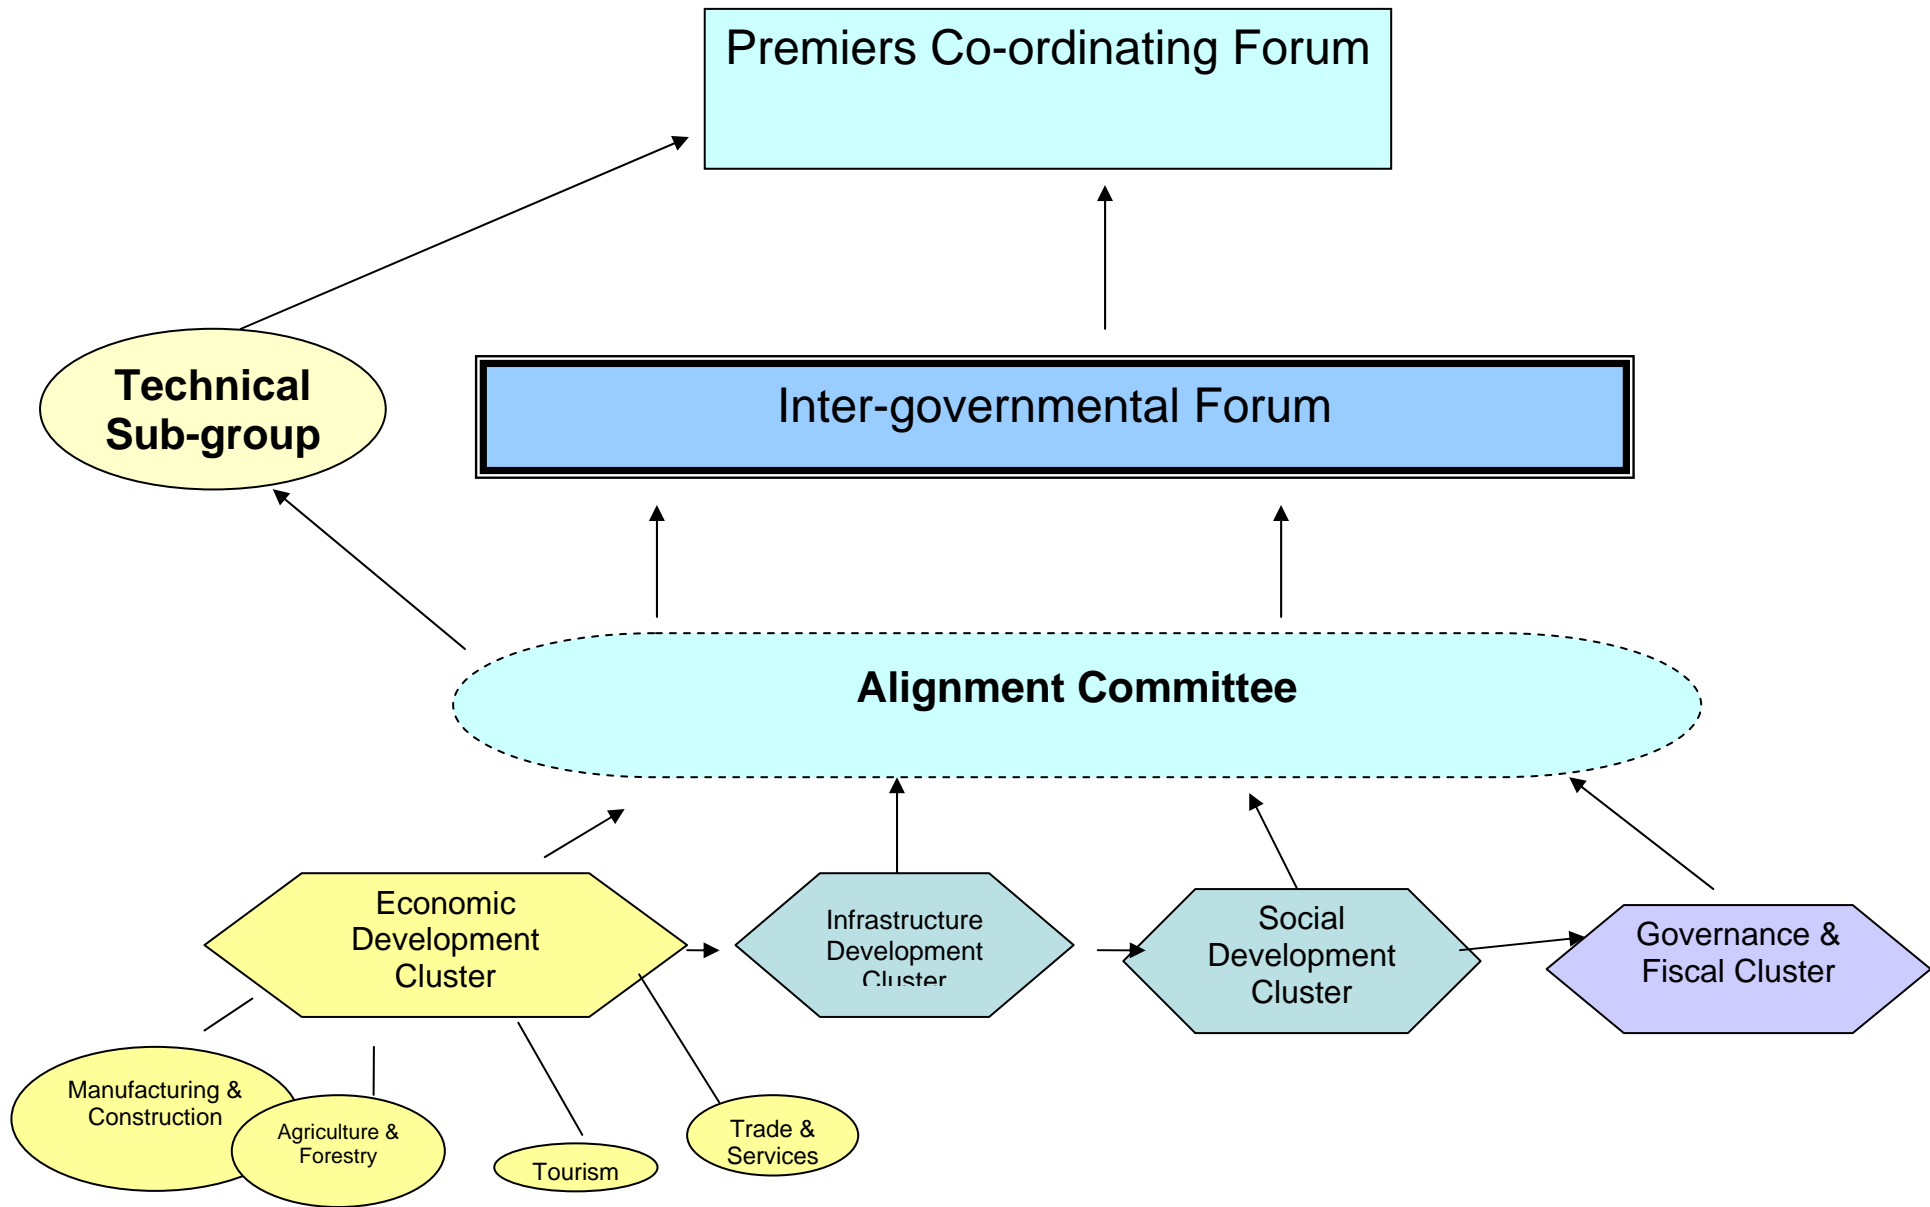 Premiers Co-ordinating Forum
Technical
Sub-group
Inter-governmental Forum
Alignment Committee
Economic
Development
Cluster
Infrastructure
Development
Cluster
Social
Development
Cluster
Governance &
Fiscal Cluster
Manufacturing &
Construction
Agriculture &
Forestry
Tourism
Trade &
Services